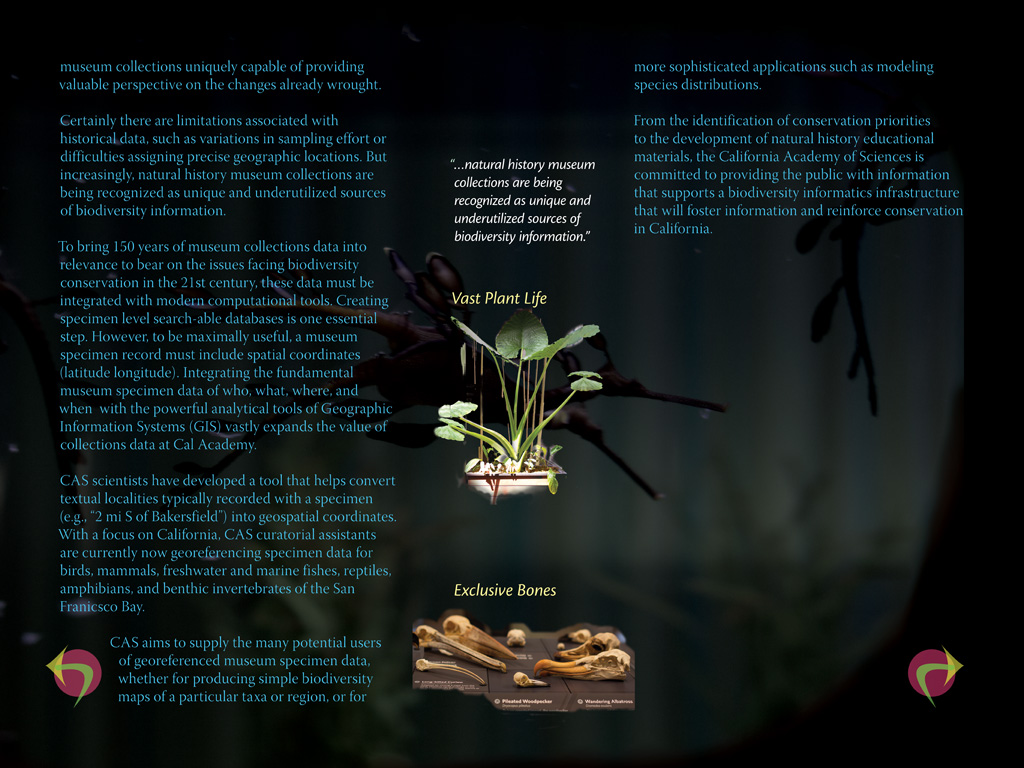 museum collections uniquely capable of providing
valuable perspective on the changes already wrought.
Certainly there are limitations associated with
historical data, such as variations in sampling effort or
difficulties assigning precise geographic locations. But
increasingly, natural history museum collections are
being recognized as unique and underutilized sources
of biodiversity information.
To bring 150 years of museum collections data into
relevance to bear on the issues facing biodiversity
conservation in the 21st century, these data must be
integrated with modern computational tools. Creating
specimen level search-able databases is one essential
step. However, to be maximally useful, a museum
specimen record must include spatial coordinates
(latitude longitude). Integrating the fundamental
museum specimen data of who, what, where, and
when  with the powerful analytical tools of Geographic
Information Systems (GIS) vastly expands the value of
collections data at Cal Academy.
CAS scientists have developed a tool that helps convert
textual localities typically recorded with a specimen
(e.g., “2 mi S of Bakersfield”) into geospatial coordinates.
With a focus on California, CAS curatorial assistants
are currently now georeferencing specimen data for
birds, mammals, freshwater and marine fishes, reptiles,
amphibians, and benthic invertebrates of the San
Franicsco Bay.
CAS aims to supply the many potential users
of georeferenced museum specimen data,
whether for producing simple biodiversity
maps of a particular taxa or region, or for
“...natural history museum
collections are being
recognized as unique and
underutilized sources of
biodiversity information.”
Vast Plant Life
Exclusive Bones
Pileated Woodpecker
Wandering Albatross
more sophisticated applications such as modeling
species distributions.
From the identification of conservation priorities
to the development of natural history educational
materials, the California Academy of Sciences is
committed to providing the public with information
that supports a biodiversity informatics infrastructure
that will foster information and reinforce conservation
in California.